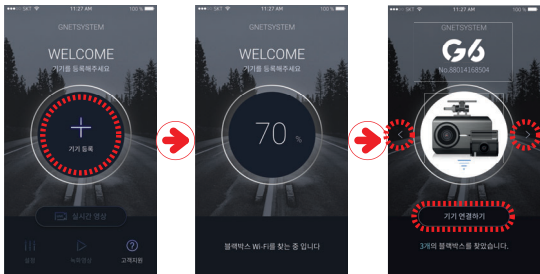 SKT 11:27 AM 100 %
GNETSYSTEM
WELCOME
기기를 등록해주세요
기기 등록
실시간 영상
설정 녹화영상 고객지원
SKT 11:27 AM 100 %
GNETSYSTEM
WELCOME
기기를 등록해주세요
70 %
블랙박스 Wi-Fi를 찾는 중 입니다
SKT 11:27 AM 100 %
GNETSYSTEM
G6
No.88014168504
기기 연결하기
3개의 블랙박스를 찾았습니다.